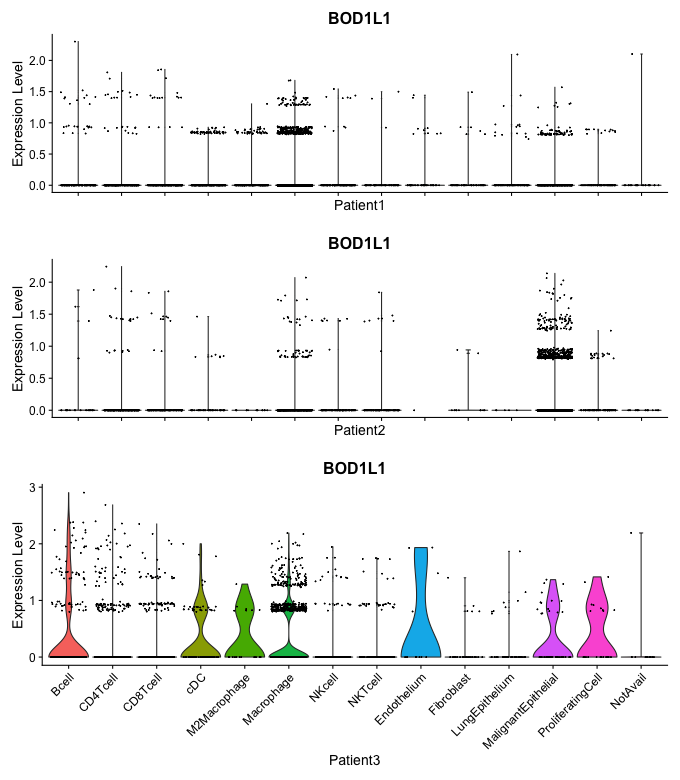 BOD1L1
Expression Level
2.0
1.5
1.0
0.5
0.0
Patient1
BOD1L1
Expression Level
2.0
1.5
1.0
0.5
0.0
Patient2
BOD1L1
Expression Level
3
2
1
0
Bcell
CD4Tcell
CD8Tcell
cDC
M2Macrophage
Macrophage
NKcell
NKTcell
Endothelium
Fibroblast
LungEpithelium
MalignantEpithelial
ProliferatingCell
NotAvail
Patient3